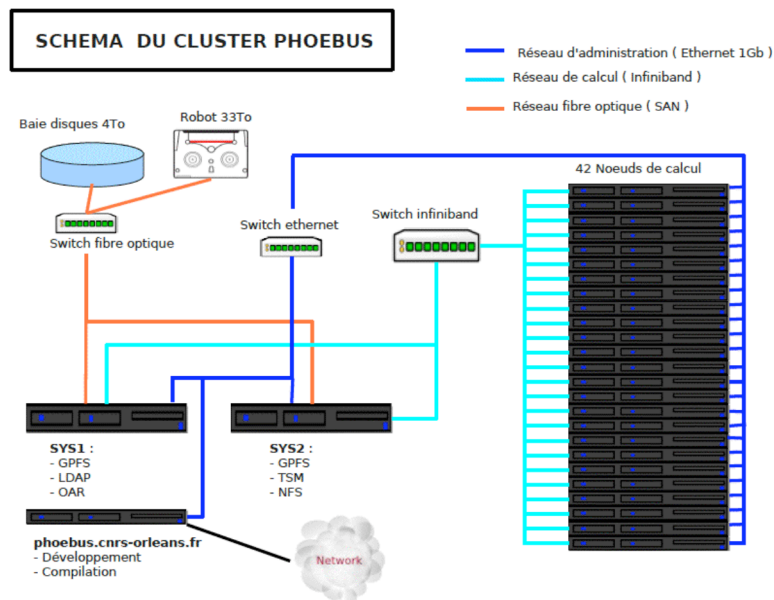 SCHEMA DU CLUSTER PHOEBUS
Réseau d'administration ( Ethernet 1Gb )
Réseau de calcul ( Infiniband )
Réseau fibre optique ( SAN )
Baie disques 4To
Robot 33To
42 Noeuds de calcul
Switch fibre optique
Switch ethernet
Switch infiniband
SYS1 :
- GPFS
- LDAP
- OAR
SYS2 :
- GPFS
- TSM
- NFS
phoebus.cnrs-orleans.fr
- Développement
- Compilation
Network